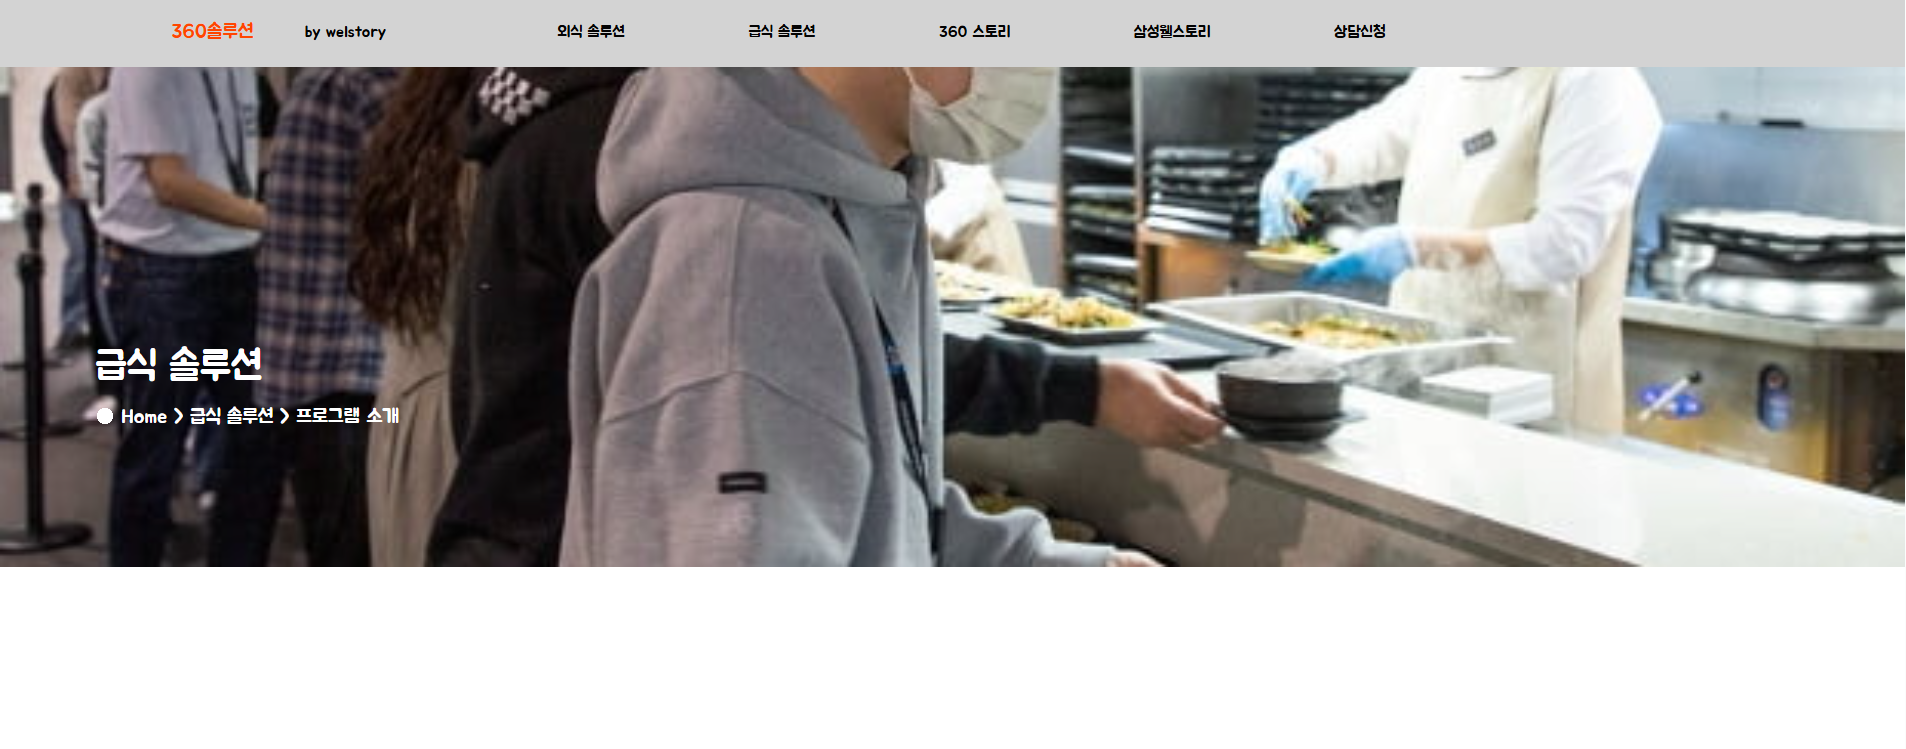 360솔루션 by welstory 외식 솔루션 급식 솔루션 360 스토리 삼성웰스토리 상담신청
급식 솔루션
Home > 급식 솔루션 > 프로그램 소개